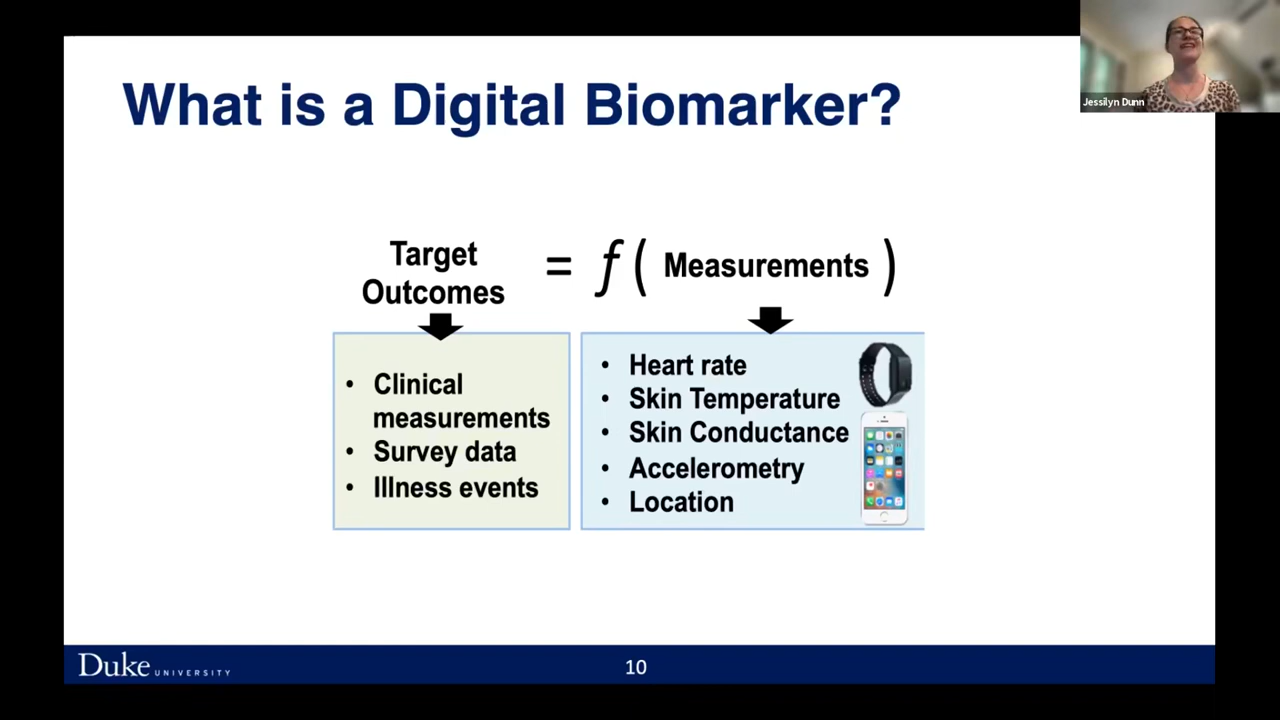 What is a Digital Biomarker?
Jessilyn Dunn
Target
Outcomes
= f ( Measurements )
• Clinical
measurements
• Survey data
• Illness events
• Heart rate
• Skin Temperature
• Skin Conductance
• Accelerometry
• Location
Duke UNIVERSITY
10